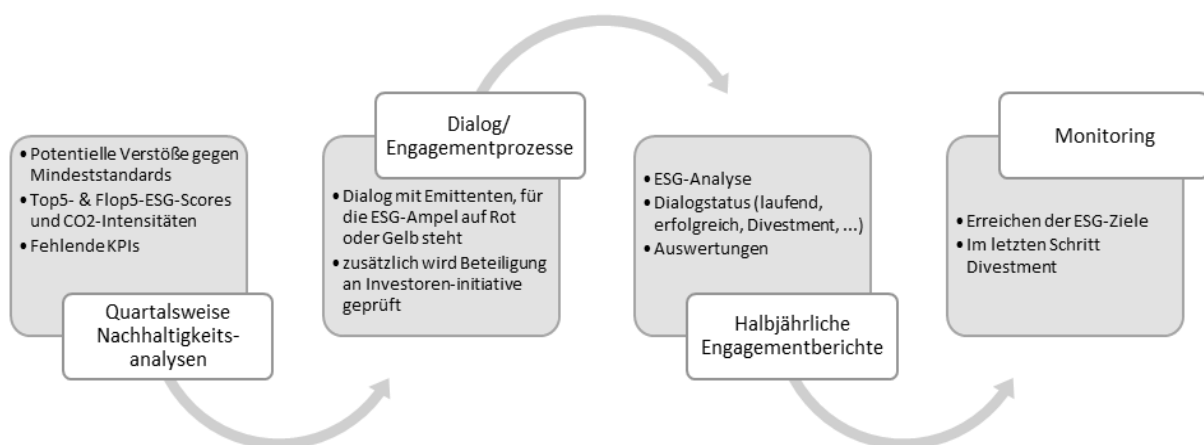 • Potentielle Verstöße gegen
Mindeststandards
• Top5- & Flop5-ESG-Scores
und CO2-Intensitäten
• Fehlende KPIs
Quartalsweise
Nachhaltigkeits-
analysen
Dialog/
Engagementprozesse
• Dialog mit Emittenten, für
die ESG-Ampel auf Rot
oder Gelb steht
• zusätzlich wird Beteiligung
an Investoren-initiative
geprüft
• ESG-Analyse
• Dialogstatus (laufend,
erfolgreich, Divestment, ...)
• Auswertungen
Halbjährliche
Engagementberichte
Monitoring
• Erreichen der ESG-Ziele
• Im letzten Schritt
Divestment